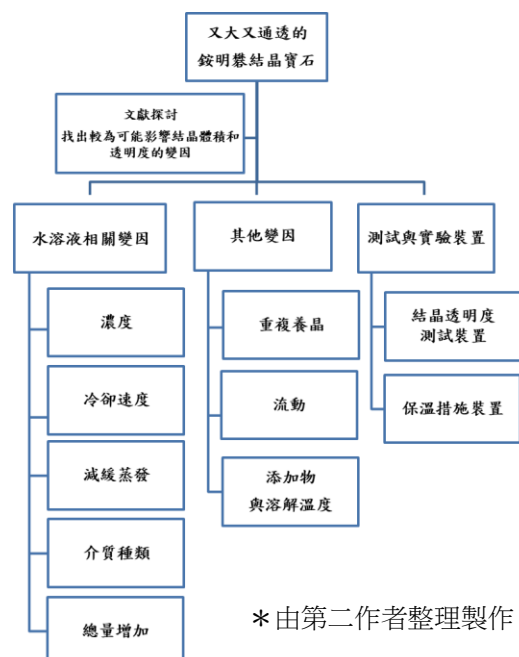 又大又通透的
銨明礬結晶寶石
文獻探討
找出較為可能影響結晶體積和
透明度的變因
水溶液相關變因
濃度
冷卻速度
減緩蒸發
介質種類
總量增加
其他變因
重複養晶
流動
添加物
與溶解溫度
測試與實驗裝置
結晶透明度
測試裝置
保溫措施裝置
＊由第二作者整理製作